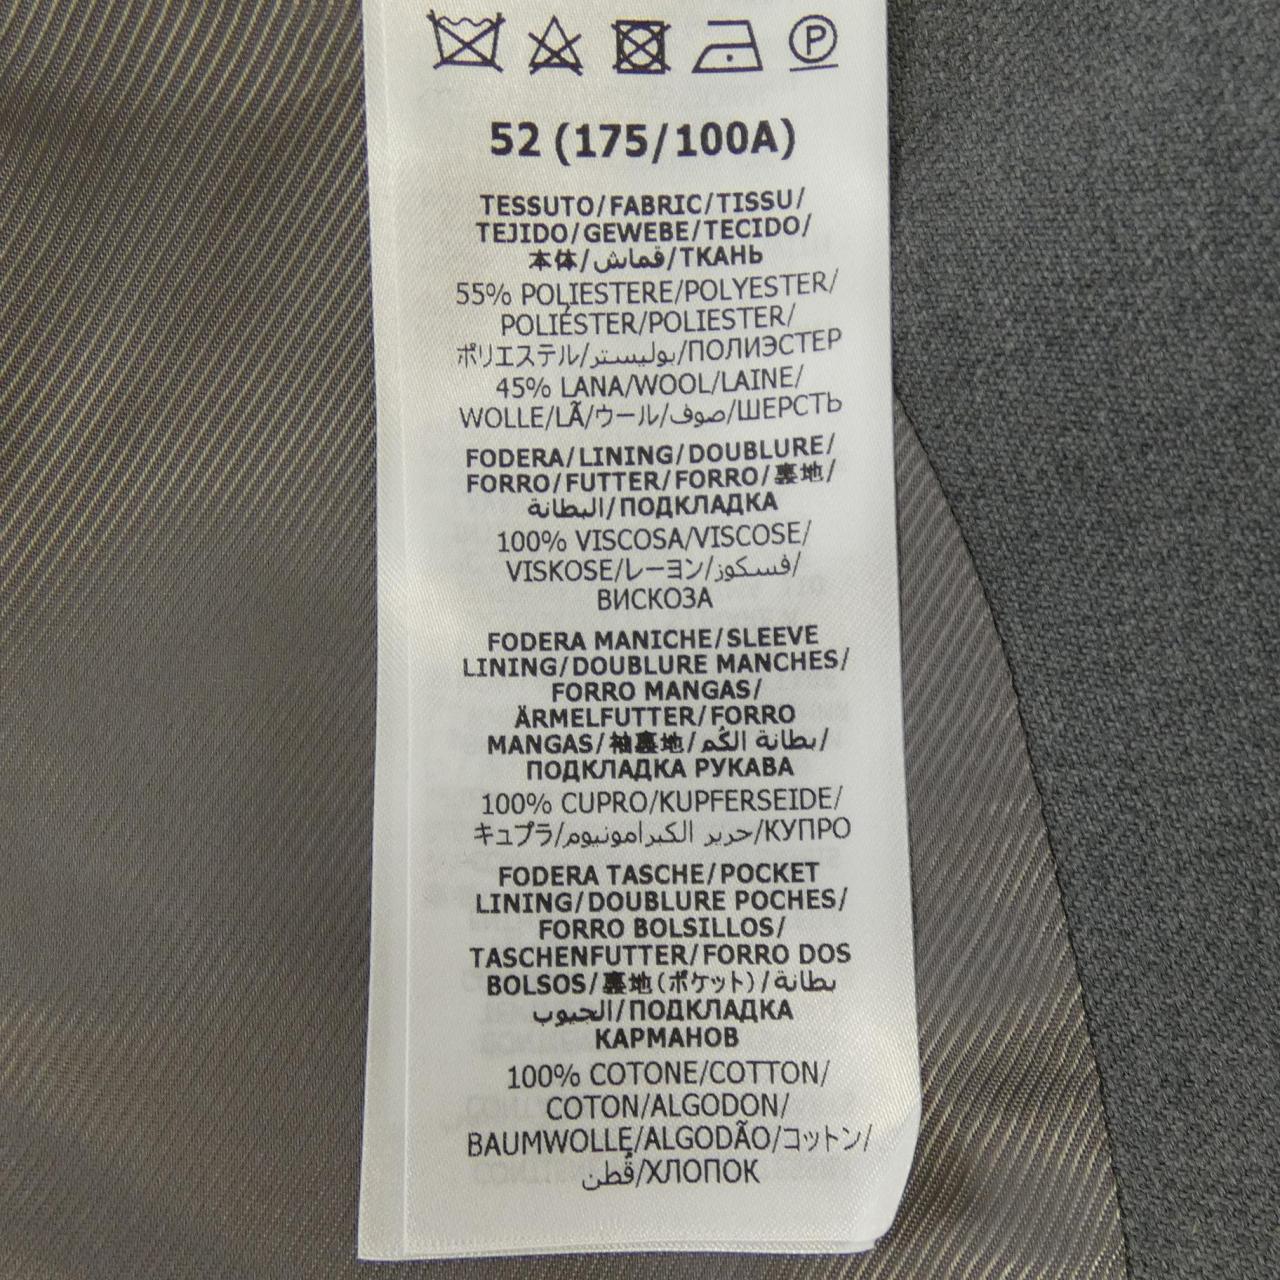 52 (175/100A)
TESSUTO/FABRIC/TISSU/
TEJIDO/GEWEBE/TECIDO/
本体/قماش/ТКАНЬ
55% POLIESTERE/POLYESTER/
POLIÉSTER/POLIESTER/
ポリエステル/بوليستر/ПОЛИЭСТЕР
45% LANA/WOOL/LAINE/
WOLLE/LÃ/ウール/صوف/ШЕРСТЬ
FODERA/LINING/DOUBLURE/
FORRO/FUTTER/FORRO/裏地/
البطانة/ПОДКЛАДКА
100% VISCOSA/VISCOSE/
VISKOSE/レーヨン/فسكوز/
ВИСКОЗА
FODERA MANICHE/SLEEVE
LINING/DOUBLURE MANCHES/
FORRO MANGAS/
ÄRMELFUTTER/FORRO
MANGAS/袖裏地/بطانة الكُم/
ПОДКЛАДКА РУКАВА
100% CUPRO/KUPFERSEIDE/
キュプラ/حرير الكبرامونيوم/КУПРО
FODERA TASCHE/POCKET
LINING/DOUBLURE POCHES/
FORRO BOLSILLOS/
TASCHENFUTTER/FORRO DOS
BOLSOS/裏地(ポケット)/بطانة
الجيوب/ПОДКЛАДКА
КАРМАНОВ
100% COTONE/COTTON/
COTON/ALGODON/
BAUMWOLLE/ALGODÃO/コットン/
قُطن/ХЛОПОК